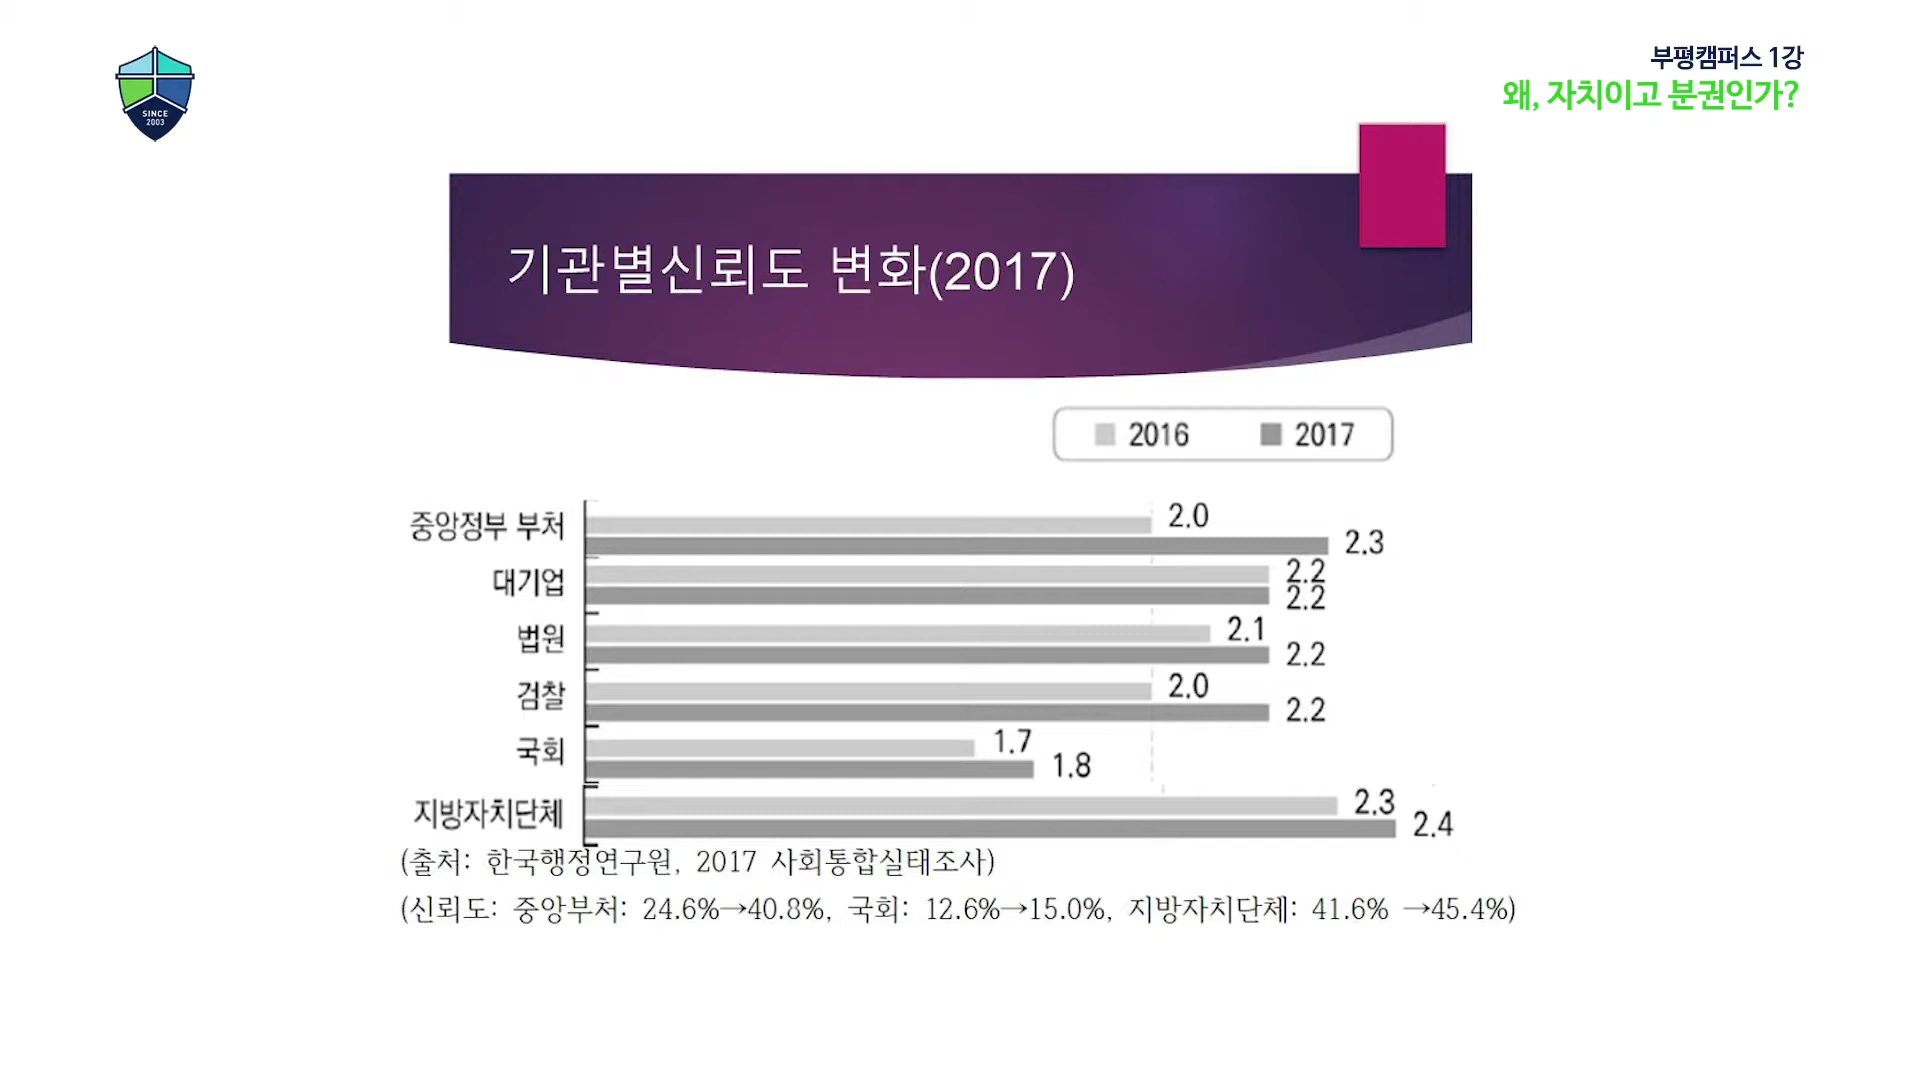 SINCE
2003
부평캠퍼스 1강
왜, 자치이고 분권인가?
기관별신뢰도 변화(2017)
2016 2017
중앙정부 부처 2.0
2.3
대기업 2.2
2.2
법원 2.1
2.2
검찰 2.0
2.2
국회 1.7
1.8
지방자치단체 2.3
2.4
(출처: 한국행정연구원, 2017 사회통합실태조사)
(신뢰도: 중앙부처: 24.6%→40.8%, 국회: 12.6%→15.0%, 지방자치단체: 41.6% →45.4%)